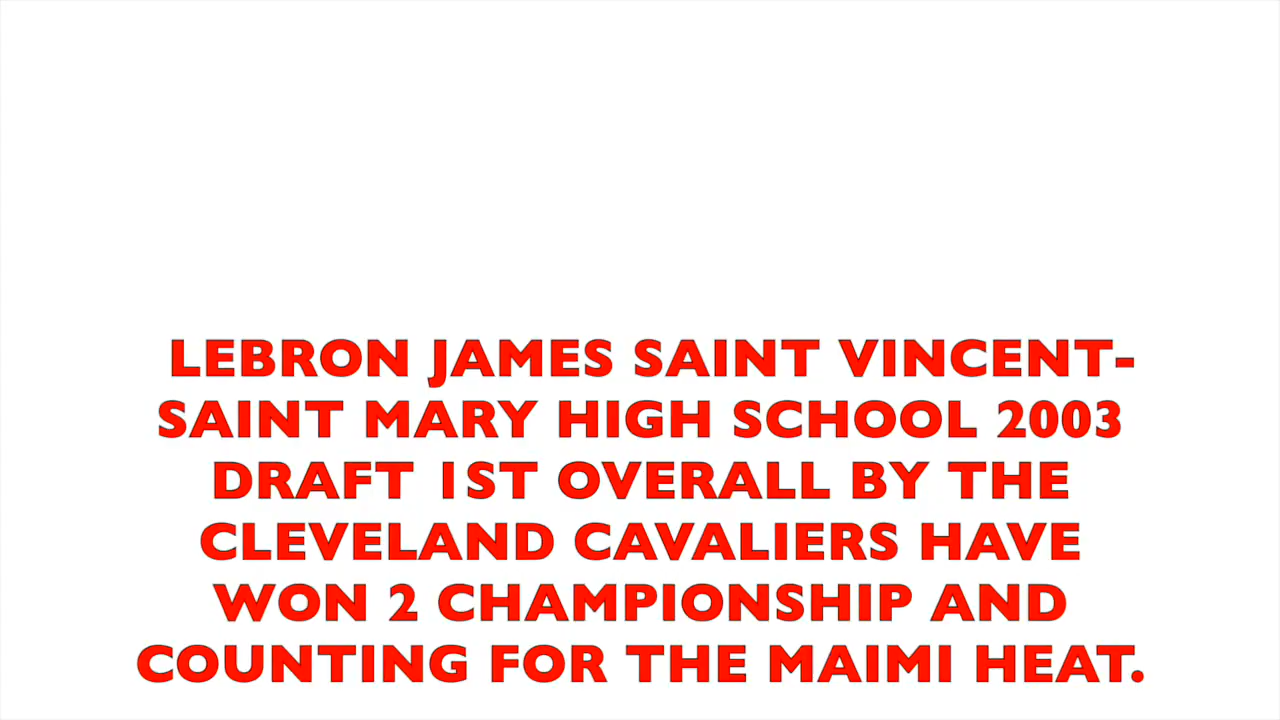 LEBRON JAMES SAINT VINCENT-
SAINT MARY HIGH SCHOOL 2003
DRAFT 1ST OVERALL BY THE
CLEVELAND CAVALIERS HAVE
WON 2 CHAMPIONSHIP AND
COUNTING FOR THE MAIMI HEAT.